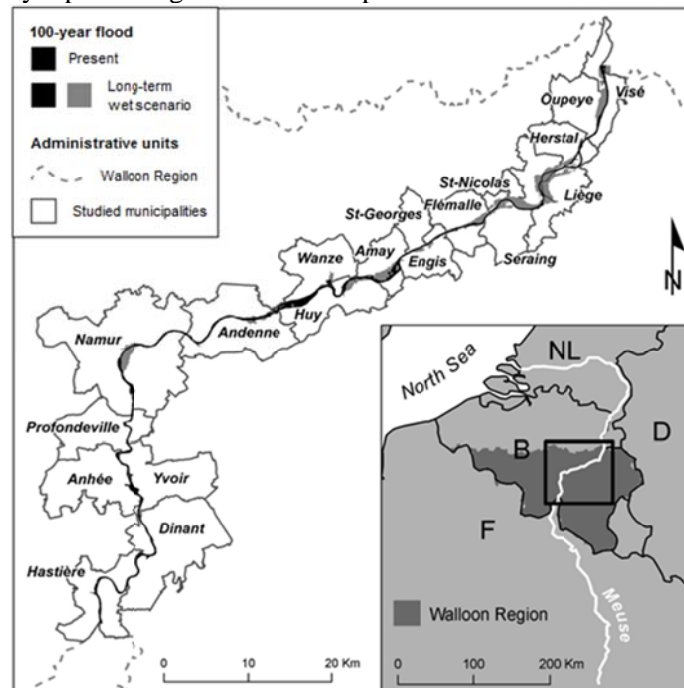 100-year flood
Present
Long-term
wet scenario
Administrative units
Walloon Region
Studied municipalities
Visé
Oupeye
Herstal
St-Nicolas
Liège
Flémalle
St-Georges
Seraing
Amay
Engis
Wanze
Huy
Andenne
Namur
Profondeville
Anhée
Yvoir
Dinant
Hastière
N
0 10 20 Km
North Sea
NL
B
D
F
Meuse
Walloon Region
0 100 200 Km